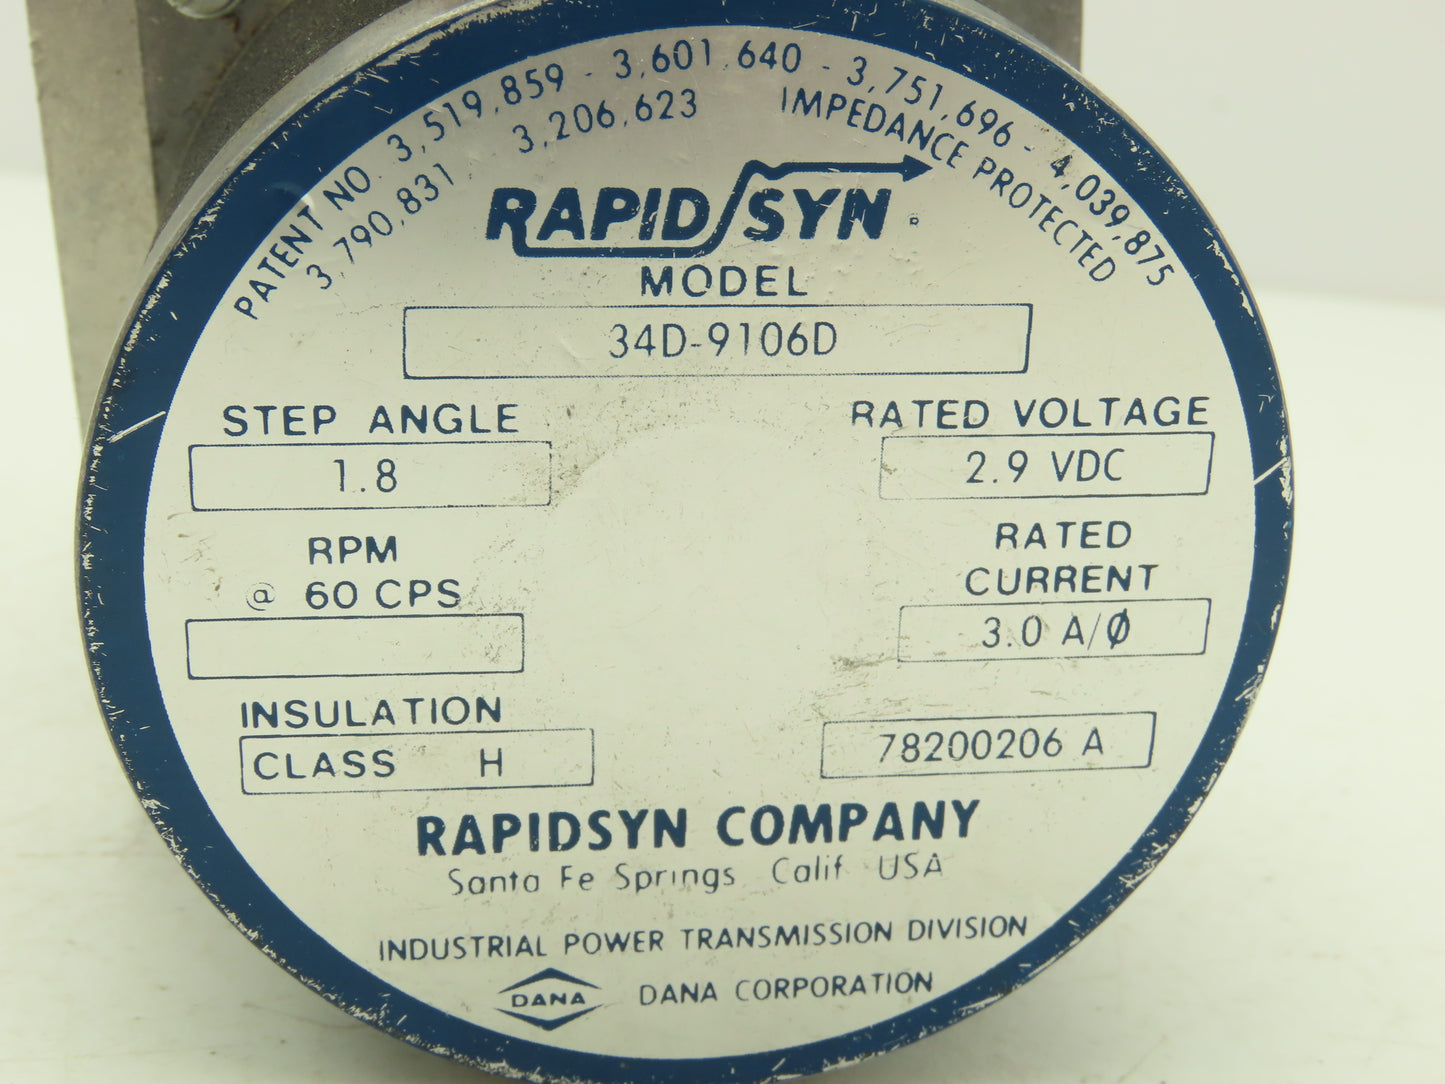 PATENT NO. 3,519,859 - 3,601,640 - 3,751,696 - 4,039,875
3,790,831 - 3,206,623 IMPEDANCE PROTECTED
RAPIDSYN ®
MODEL
34D-9106D
STEP ANGLE
1.8
RATED VOLTAGE
2.9 VDC
RPM
@ 60 CPS
RATED
CURRENT
3.0 A/Ø
INSULATION
CLASS H
78200206 A
RAPIDSYN COMPANY
Santa Fe Springs Calif USA
INDUSTRIAL POWER TRANSMISSION DIVISION
DANA
DANA CORPORATION